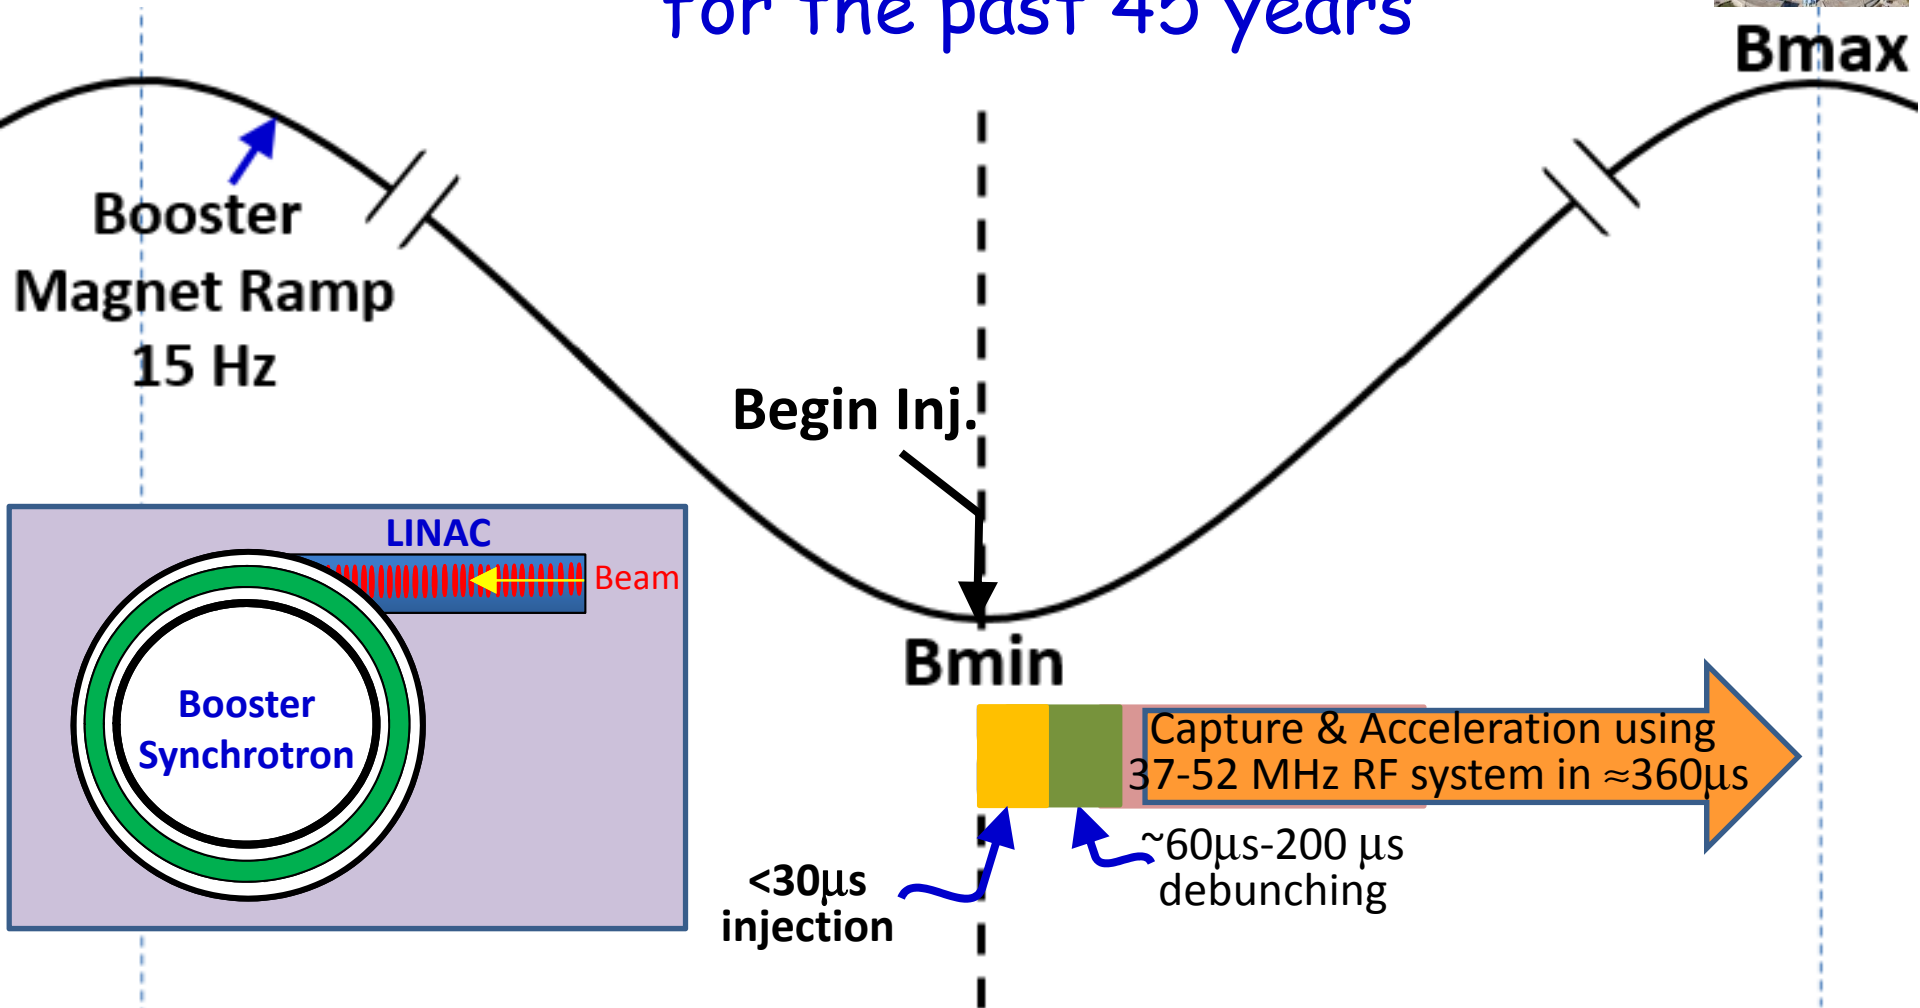 for the past 45 years
Bmax
Booster
Magnet Ramp
15 Hz
Begin Inj.
LINAC
Beam
Booster
Synchrotron
Bmin
Capture & Acceleration using
37-52 MHz RF system in ≈360μs
~60μs-200 μs
debunching
<30μs
injection